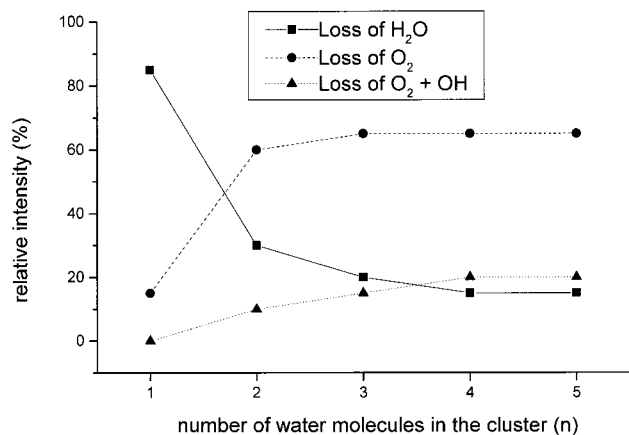 100
80
60
40
20
0
relative intensity (%)
Loss of H₂O
Loss of O₂
Loss of O₂ + OH
1 2 3 4 5
number of water molecules in the cluster (n)